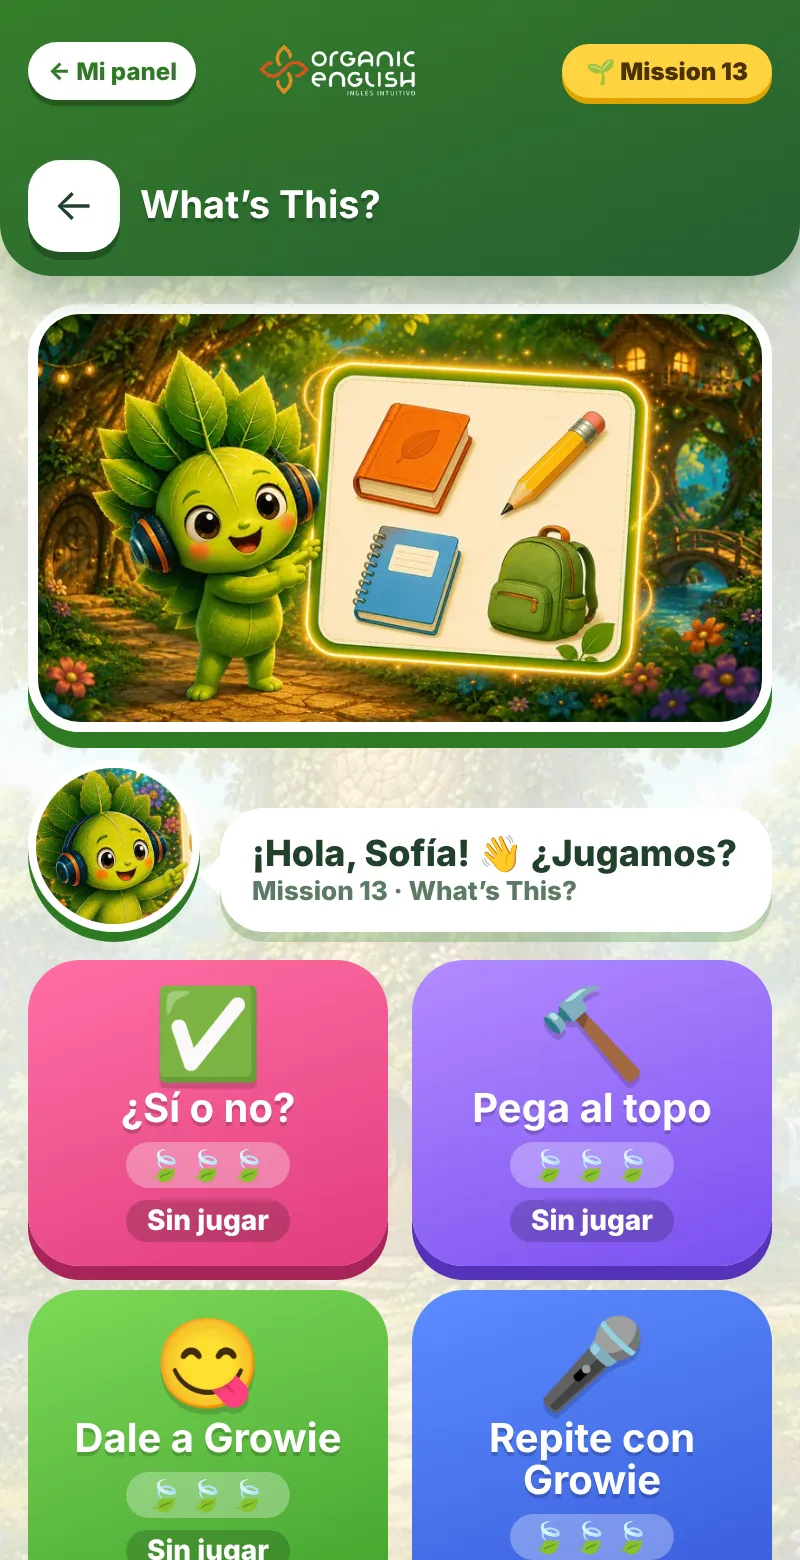 ← Mi panel
ORGANIC
ENGLISH
INGLÉS INTUITIVO
Mission 13
What’s This?
¡Hola, Sofía! 👋 ¿Jugamos?
Mission 13 · What’s This?
¿Sí o no?
Sin jugar
Pega al topo
Sin jugar
Dale a Growie
Sin jugar
Repite con
Growie